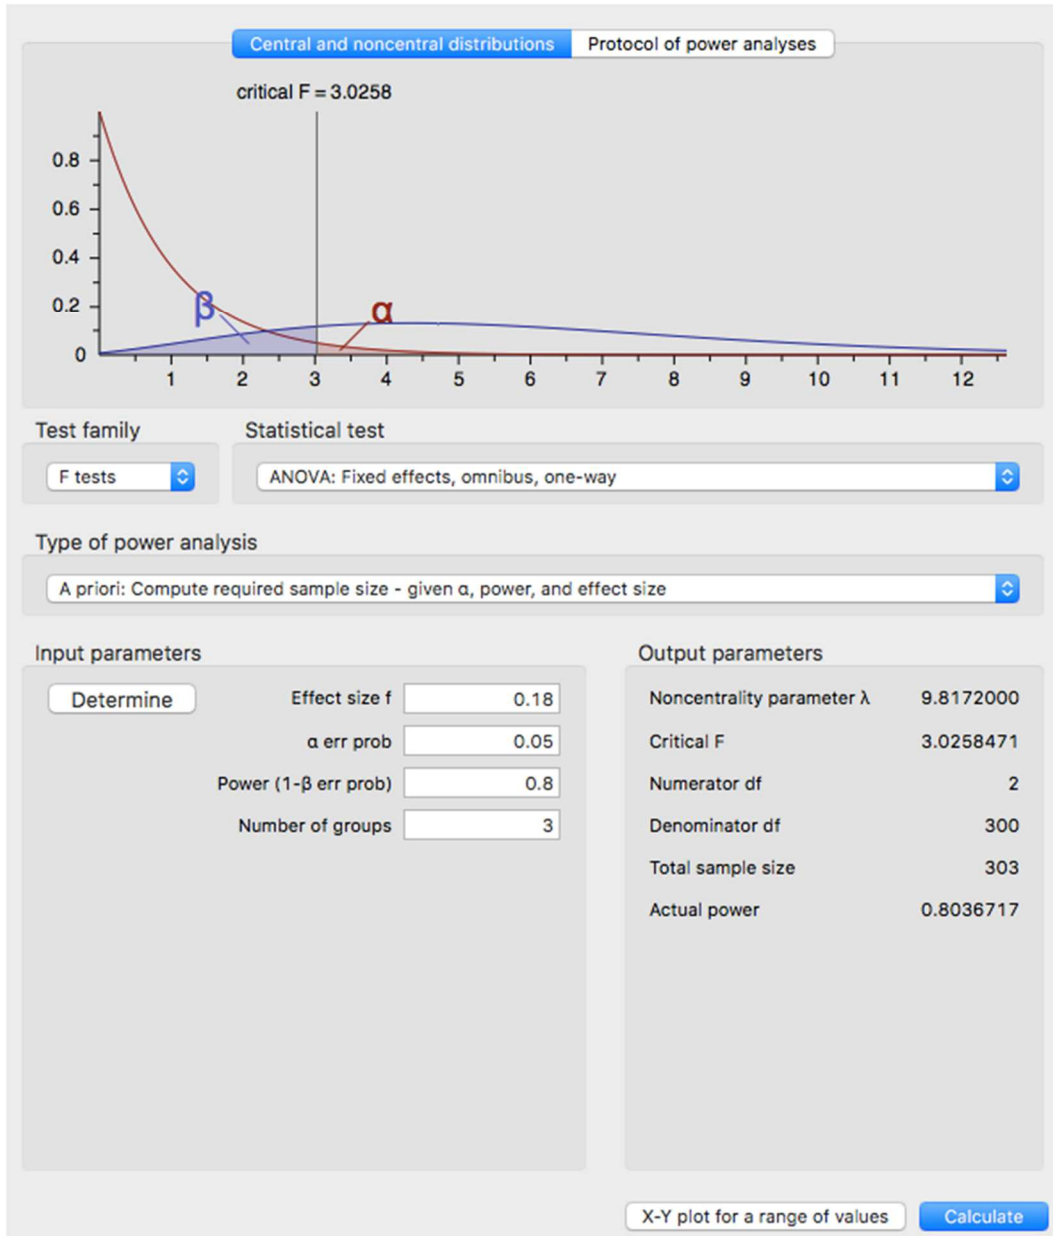 Central and noncentral distributions Protocol of power analyses
critical F = 3.0258
0.8
0.6
0.4
0.2
0
β α
1 2 3 4 5 6 7 8 9 10 11 12
Test family Statistical test
F tests ANOVA: Fixed effects, omnibus, one-way
Type of power analysis
A priori: Compute required sample size - given α, power, and effect size
Input parameters
Determine Effect size f 0.18
α err prob 0.05
Power (1-β err prob) 0.8
Number of groups 3
Output parameters
Noncentrality parameter λ 9.8172000
Critical F 3.0258471
Numerator df 2
Denominator df 300
Total sample size 303
Actual power 0.8036717
X-Y plot for a range of values Calculate